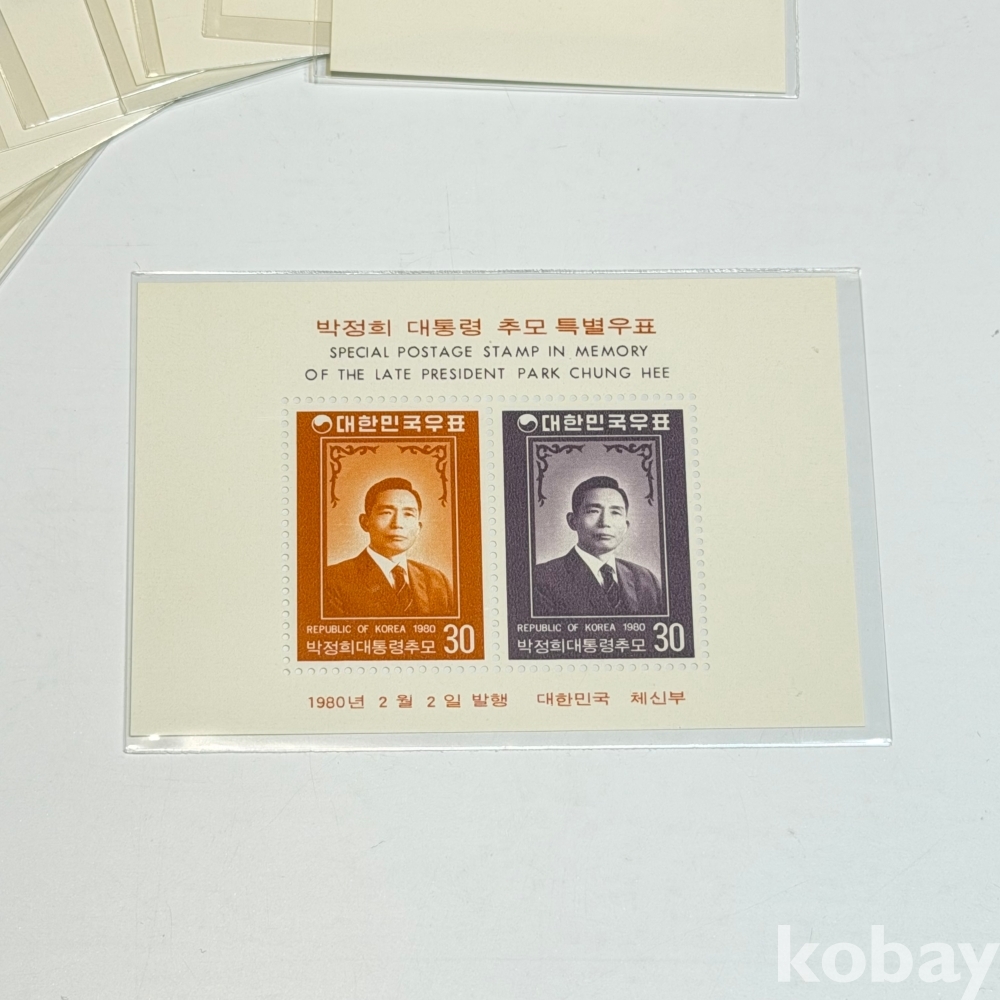 박정희 대통령 추모 특별우표
SPECIAL POSTAGE STAMP IN MEMORY
OF THE LATE PRESIDENT PARK CHUNG HEE
대한민국우표
REPUBLIC OF KOREA 1980
박정희대통령추모 30
대한민국우표
REPUBLIC OF KOREA 1980
박정희대통령추모 30
1980년 2월 2일 발행 대한민국 체신부
kobay